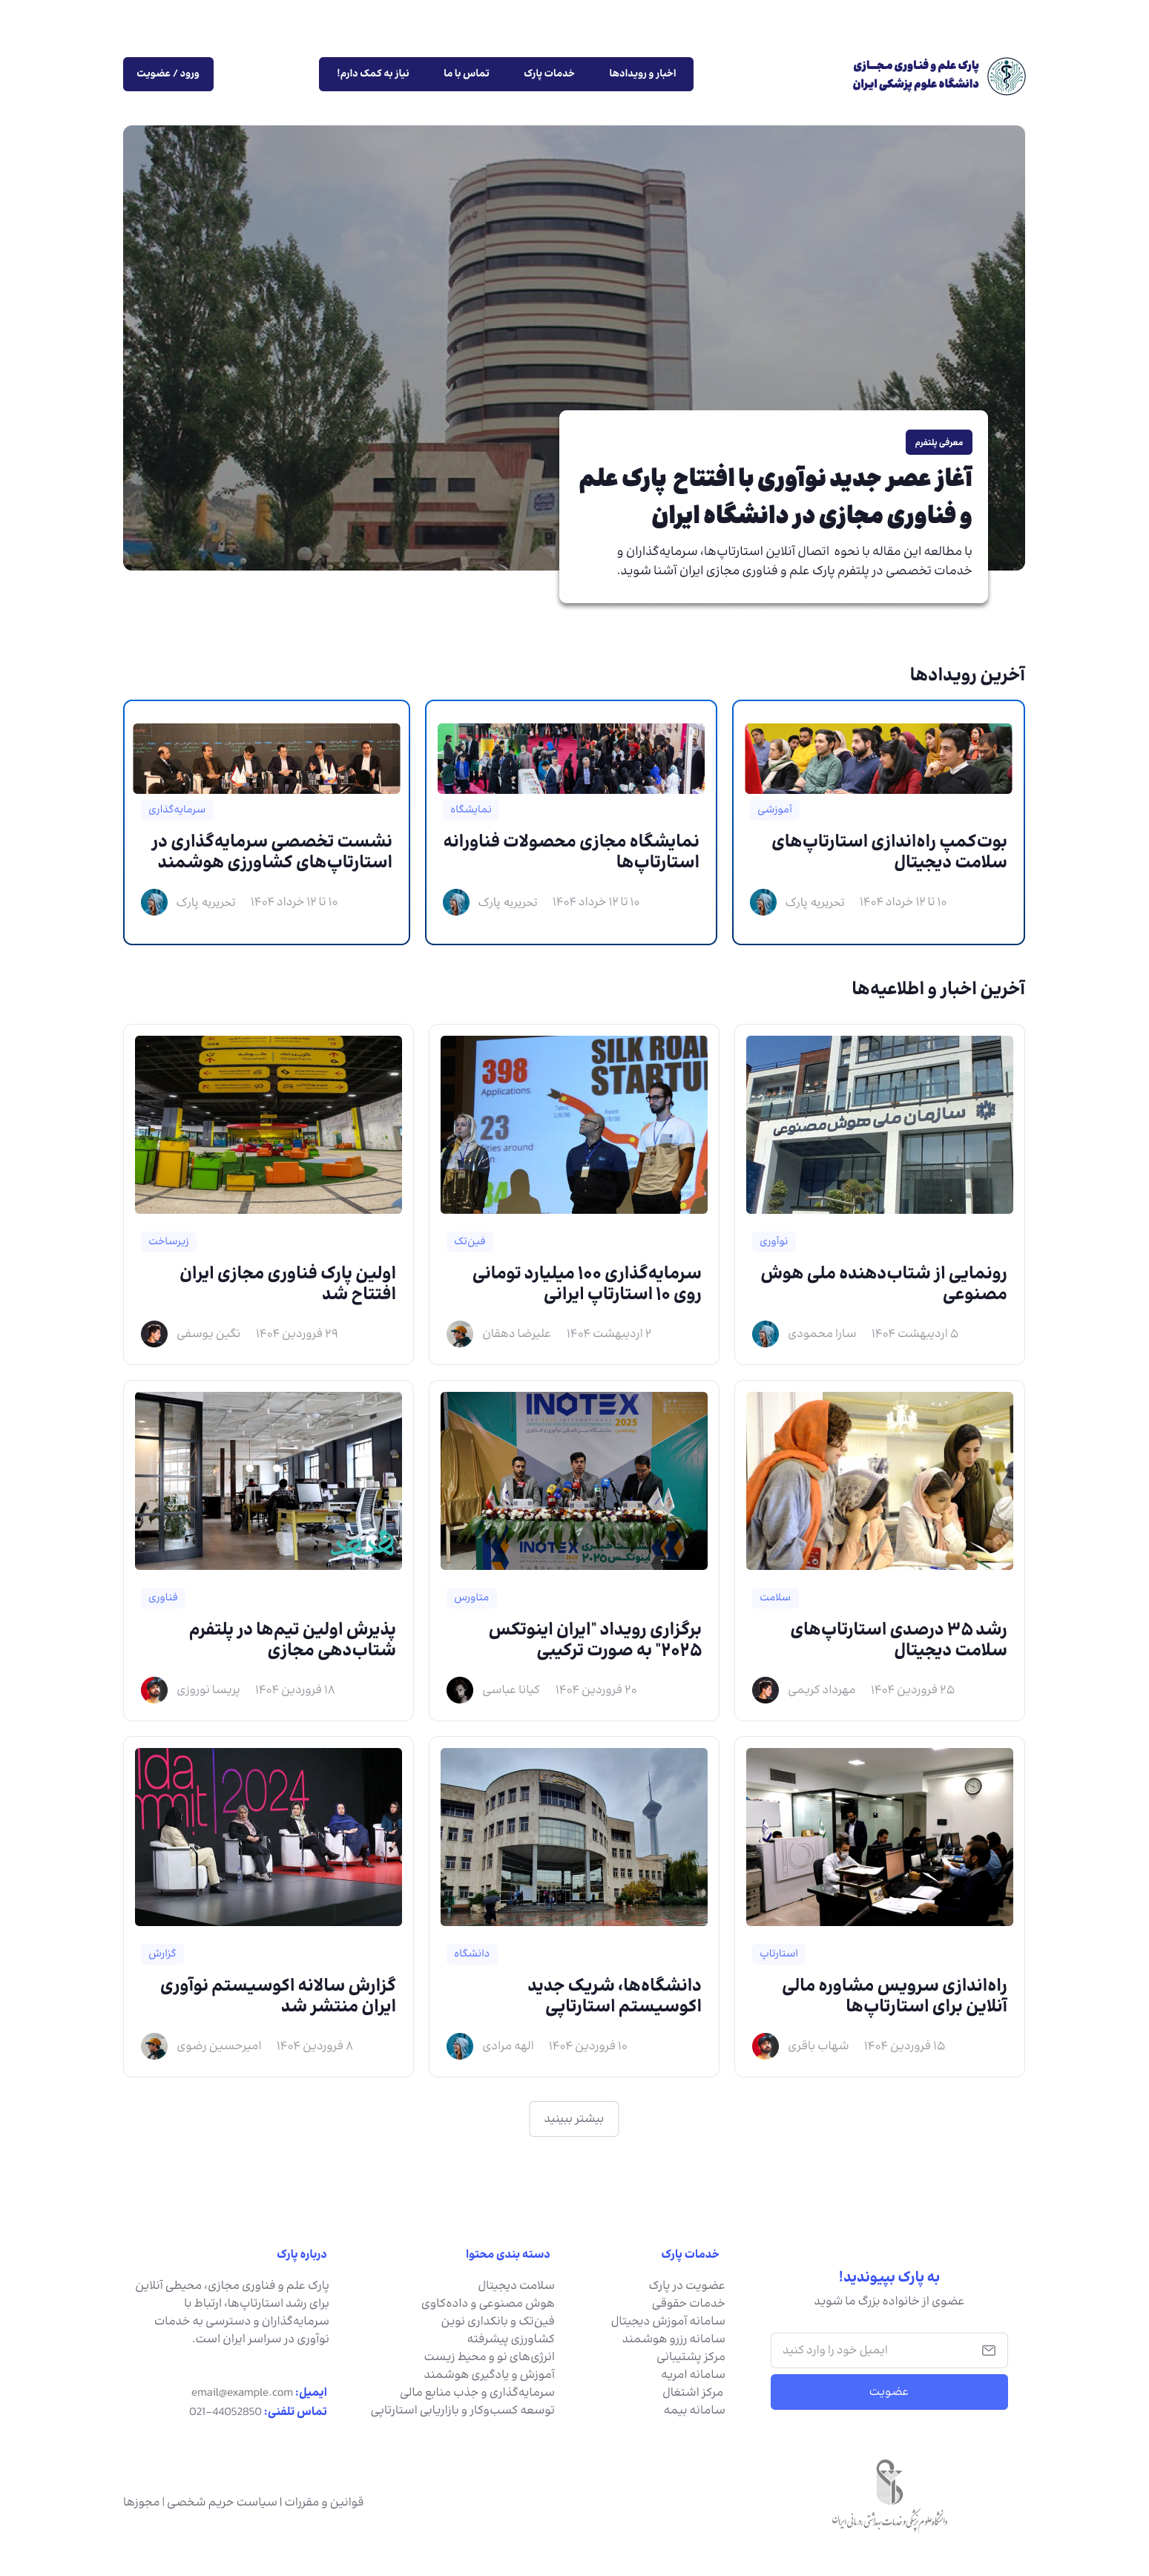 پارک علم و فناوری مجــازی
دانشگاه علوم پزشکی ایران
اخبار و رویدادها
خدمات پارک
تماس با ما
نیاز به کمک دارم!
ورود / عضویت
معرفی پلتفرم
آغاز عصر جدید نوآوری با افتتاح پارک علم
و فناوری مجازی در دانشگاه ایران
با مطالعه این مقاله با نحوه اتصال آنلاین استارتاپ‌ها، سرمایه‌گذاران و
خدمات تخصصی در پلتفرم پارک علم و فناوری مجازی ایران آشنا شوید.
آخرین رویدادها
آموزشی
بوت‌کمپ راه‌اندازی استارتاپ‌های
سلامت دیجیتال
۱۰ تا ۱۲ خرداد ۱۴۰۴
تحریریه پارک
نمایشگاه
نمایشگاه مجازی محصولات فناورانه
استارتاپ‌ها
۱۰ تا ۱۲ خرداد ۱۴۰۴
تحریریه پارک
سرمایه‌گذاری
نشست تخصصی سرمایه‌گذاری در
استارتاپ‌های کشاورزی هوشمند
۱۰ تا ۱۲ خرداد ۱۴۰۴
تحریریه پارک
آخرین اخبار و اطلاعیه‌ها
سازمان ملی هوش مصنوعی
نوآوری
رونمایی از شتاب‌دهنده ملی هوش
مصنوعی
۵ اردیبهشت ۱۴۰۴
سارا محمودی
SILK ROAD
STARTUP
398
Applications
23
فین‌تک
سرمایه‌گذاری ۱۰۰ میلیارد تومانی
روی ۱۰ استارتاپ ایرانی
۲ اردیبهشت ۱۴۰۴
علیرضا دهقان
زیرساخت
اولین پارک فناوری مجازی ایران
افتتاح شد
۲۹ فروردین ۱۴۰۴
نگین یوسفی
سلامت
رشد ۳۵ درصدی استارتاپ‌های
سلامت دیجیتال
۲۵ فروردین ۱۴۰۴
مهرداد کریمی
INOTEX
2025
INOTEX
اینوتکس ۲۰۲۵
متاورس
برگزاری رویداد "ایران اینوتکس
۲۰۲۵" به صورت ترکیبی
۲۰ فروردین ۱۴۰۴
کیانا عباسی
فناوری
پذیرش اولین تیم‌ها در پلتفرم
شتاب‌دهی مجازی
۱۸ فروردین ۱۴۰۴
پریسا نوروزی
استارتاپ
راه‌اندازی سرویس مشاوره مالی
آنلاین برای استارتاپ‌ها
۱۵ فروردین ۱۴۰۴
شهاب باقری
دانشگاه
دانشگاه‌ها، شریک جدید
اکوسیستم استارتاپی
۱۰ فروردین ۱۴۰۴
الهه مرادی
2024
گزارش
گزارش سالانه اکوسیستم نوآوری
ایران منتشر شد
۸ فروردین ۱۴۰۴
امیرحسین رضوی
بیشتر ببینید
به پارک بپیوندید!
عضوی از خانواده بزرگ ما شوید
ایمیل خود را وارد کنید
عضویت
خدمات پارک
عضویت در پارک
خدمات حقوقی
سامانه آموزش دیجیتال
سامانه رزرو هوشمند
مرکز پشتیبانی
سامانه امریه
مرکز اشتغال
سامانه بیمه
دسته بندی محتوا
سلامت دیجیتال
هوش مصنوعی و داده‌کاوی
فین‌تک و بانکداری نوین
کشاورزی پیشرفته
انرژی‌های نو و محیط زیست
آموزش و یادگیری هوشمند
سرمایه‌گذاری و جذب منابع مالی
توسعه کسب‌وکار و بازاریابی استارتاپی
درباره پارک
پارک علم و فناوری مجازی، محیطی آنلاین
برای رشد استارتاپ‌ها، ارتباط با
سرمایه‌گذاران و دسترسی به خدمات
نوآوری در سراسر ایران است.
ایمیل: email@example.com
تماس تلفنی: 021-44052850
دانشگاه علوم پزشکی و خدمات بهداشتی درمانی ایران
قوانین و مقررات | سیاست حریم شخصی | مجوزها